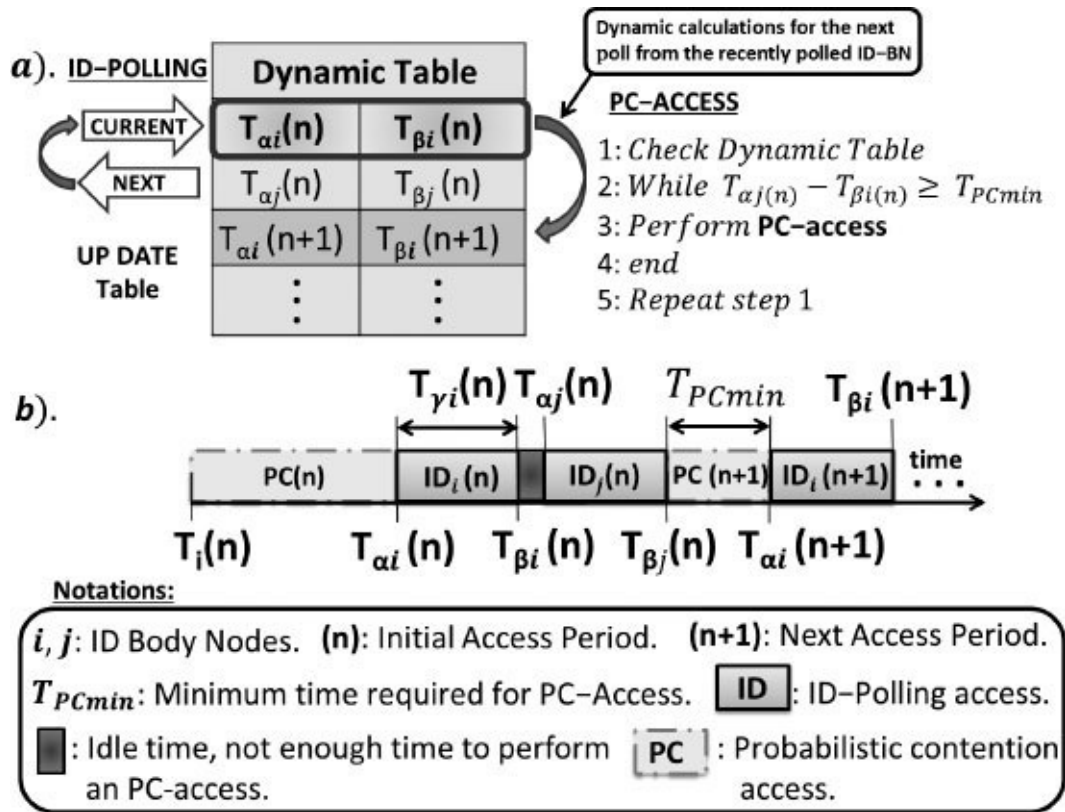 Dynamic calculations for the next
poll from the recently polled ID–BN
a). ID–POLLING
Dynamic Table
PC–ACCESS
CURRENT
Tαi(n) Tβi(n)
NEXT
Tαj(n) Tβj(n)
Tαi(n+1) Tβi(n+1)
⋮ ⋮
UP DATE
Table
1: Check Dynamic Table
2: While Tαj(n) − Tβi(n) ≥ TPCmin
3: Perform PC–access
4: end
5: Repeat step 1
b).
Tγi(n) Tαj(n) TPCmin Tβi(n+1)
PC(n) IDi(n) IDj(n) PC (n+1) IDi(n+1) time
. . .
Ti(n) Tαi(n) Tβi(n) Tβj(n) Tαi(n+1)
Notations:
i, j: ID Body Nodes. (n): Initial Access Period. (n+1): Next Access Period.
TPCmin: Minimum time required for PC–Access. ID : ID–Polling access.
: Idle time, not enough time to perform
an PC-access.
PC : Probabilistic contention
access.